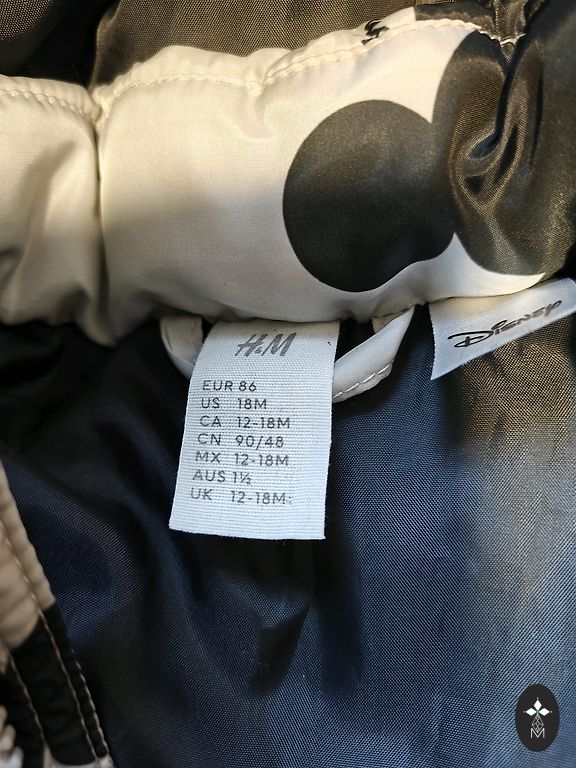 H&M
EUR 86
US 18M
CA 12-18M
CN 90/48
MX 12-18M
AUS 1½
UK 12-18M
Disney
M